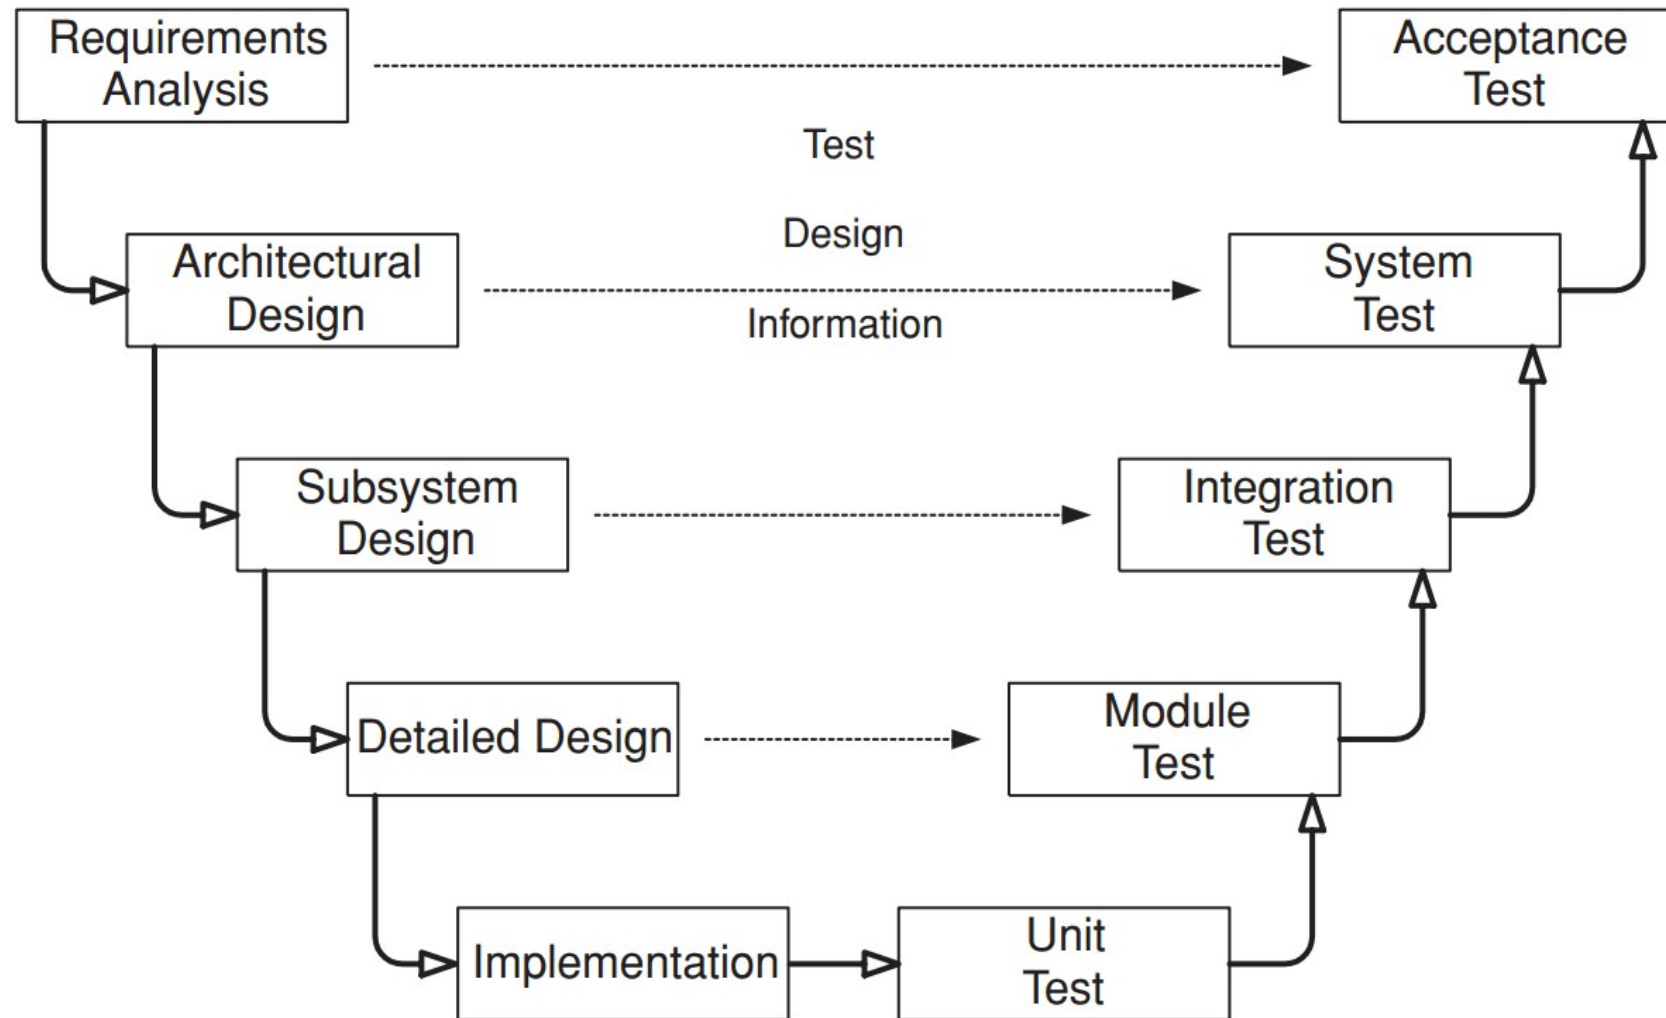 Requirements
Analysis
Acceptance
Test
Test
Design
Information
Architectural
Design
System
Test
Subsystem
Design
Integration
Test
Detailed Design
Module
Test
Implementation
Unit
Test